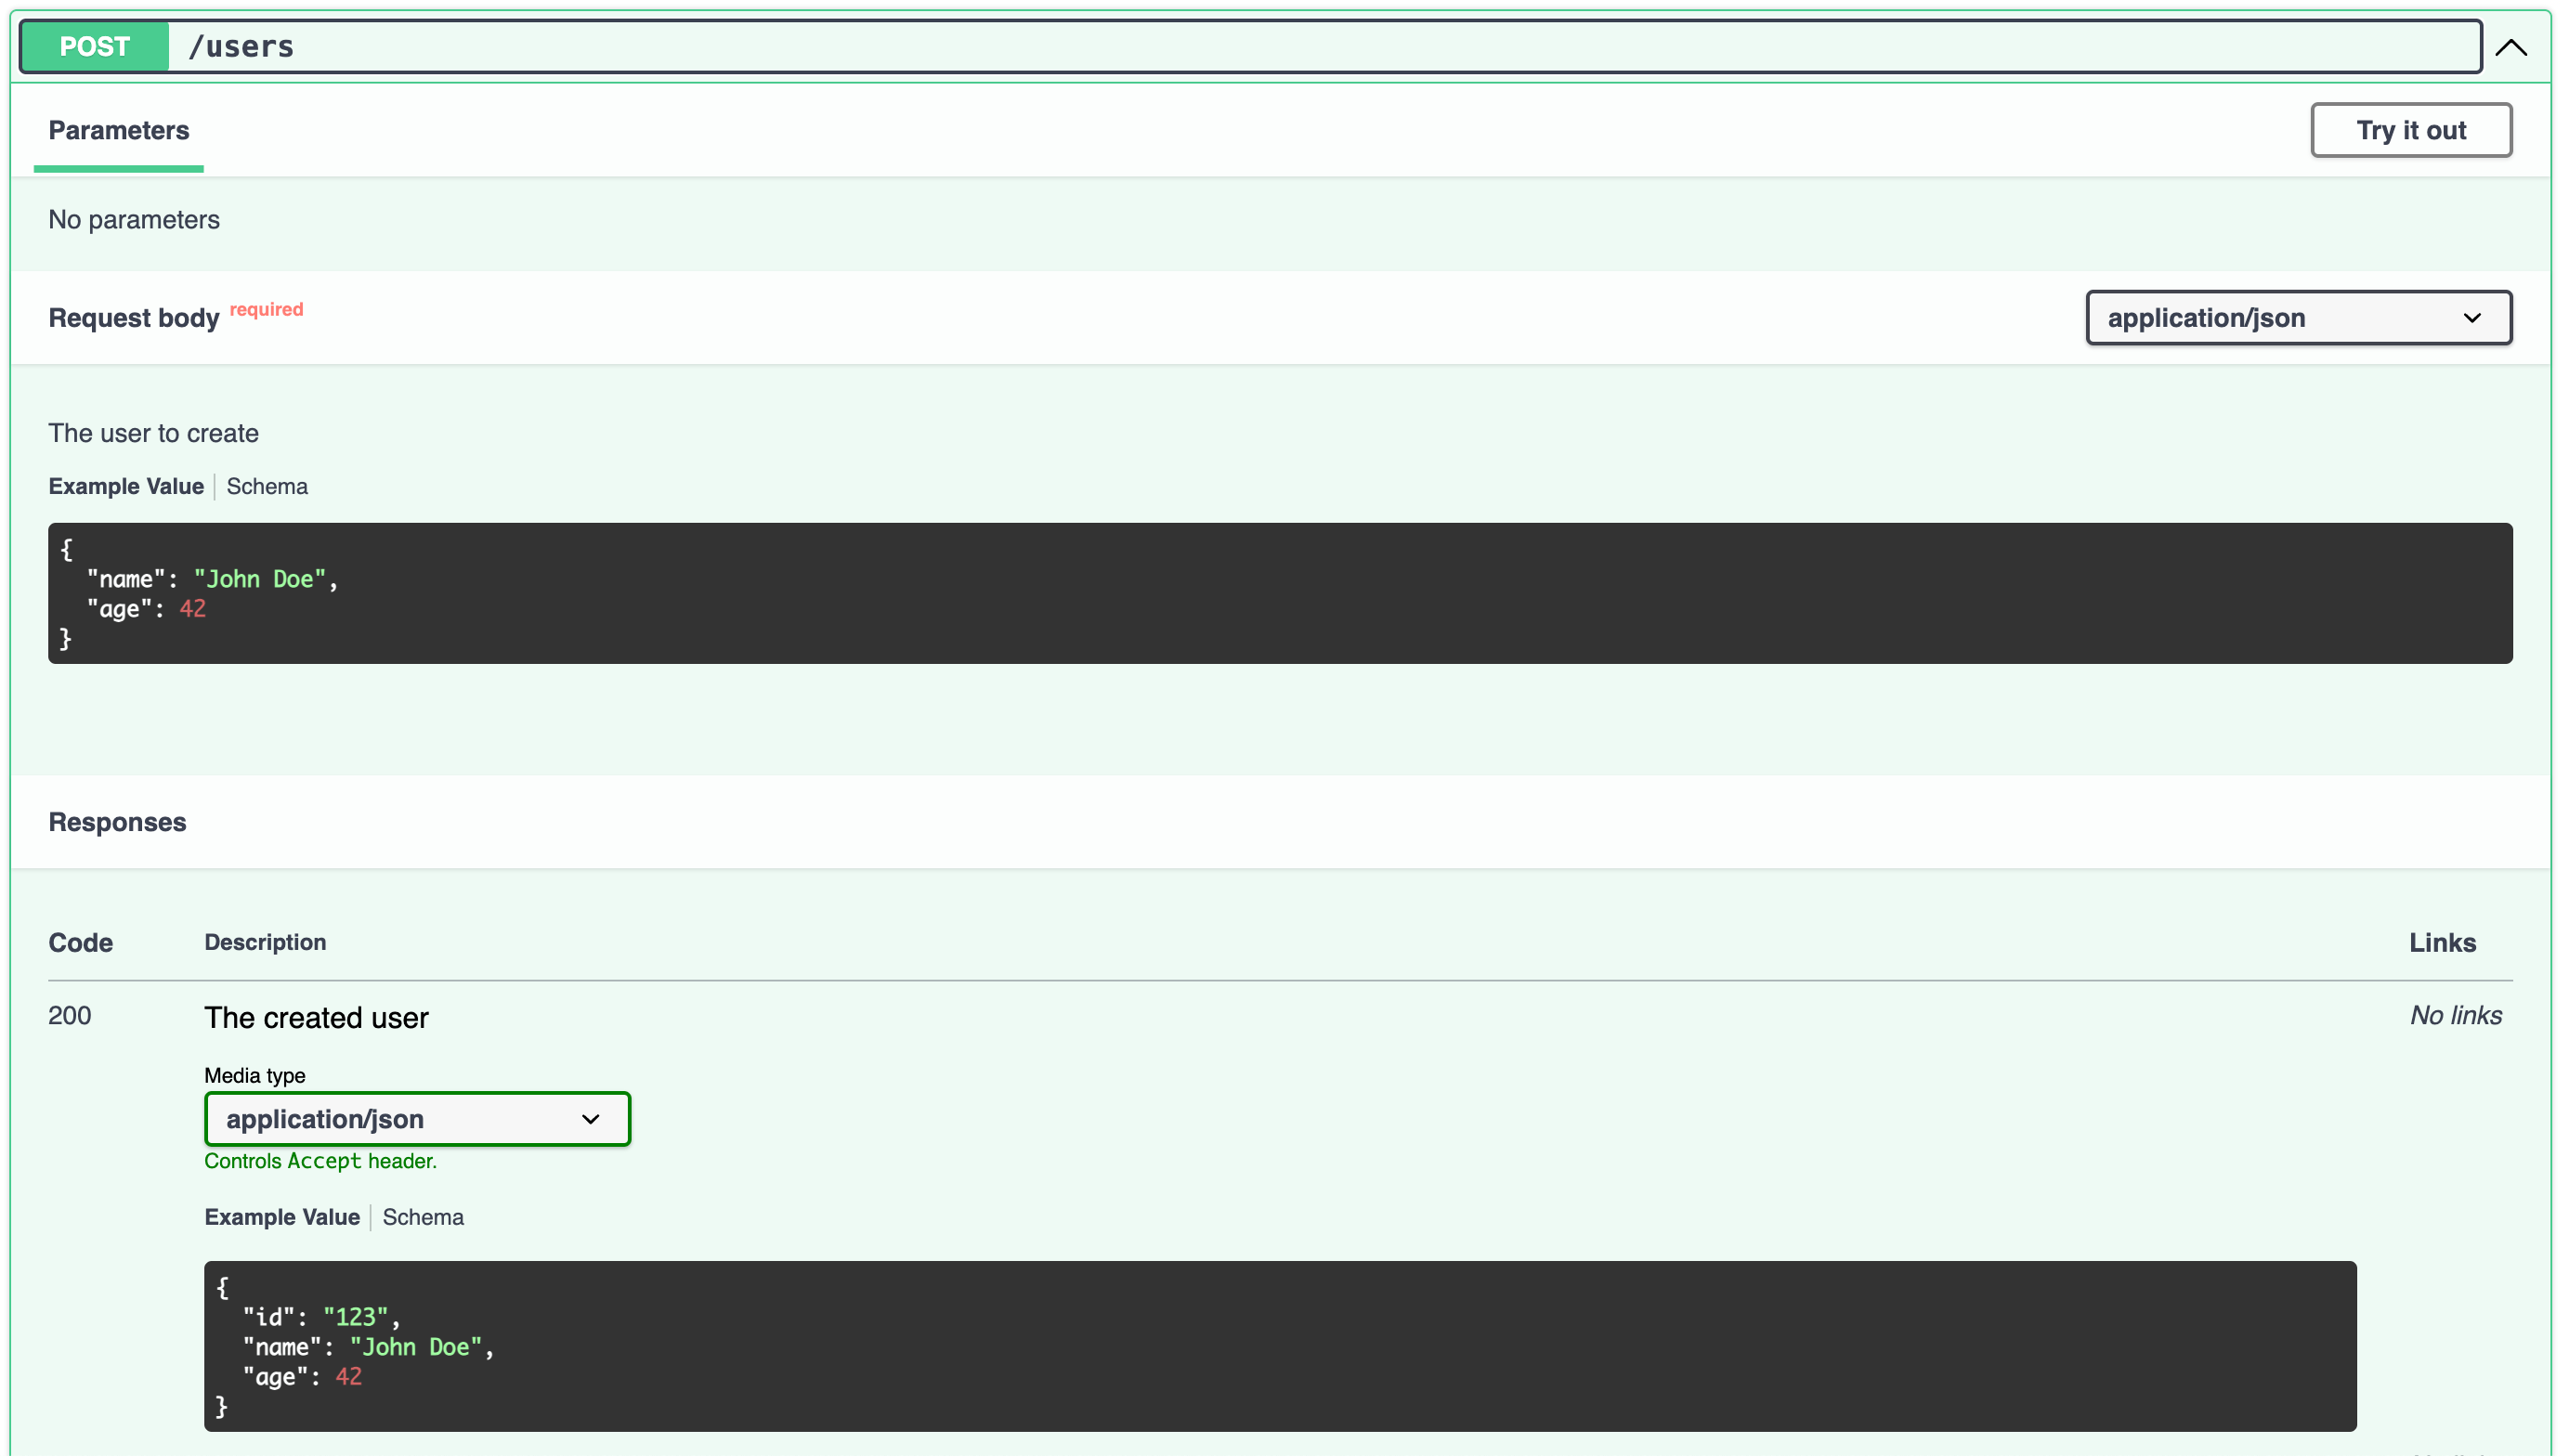 POST /users
Parameters
Try it out
No parameters
Request body required
application/json
The user to create
Example Value Schema
{
  "name": "John Doe",
  "age": 42
}
Responses
Code Description Links
200 The created user No links
Media type
application/json
Controls Accept header.
Example Value Schema
{
  "id": "123",
  "name": "John Doe",
  "age": 42
}